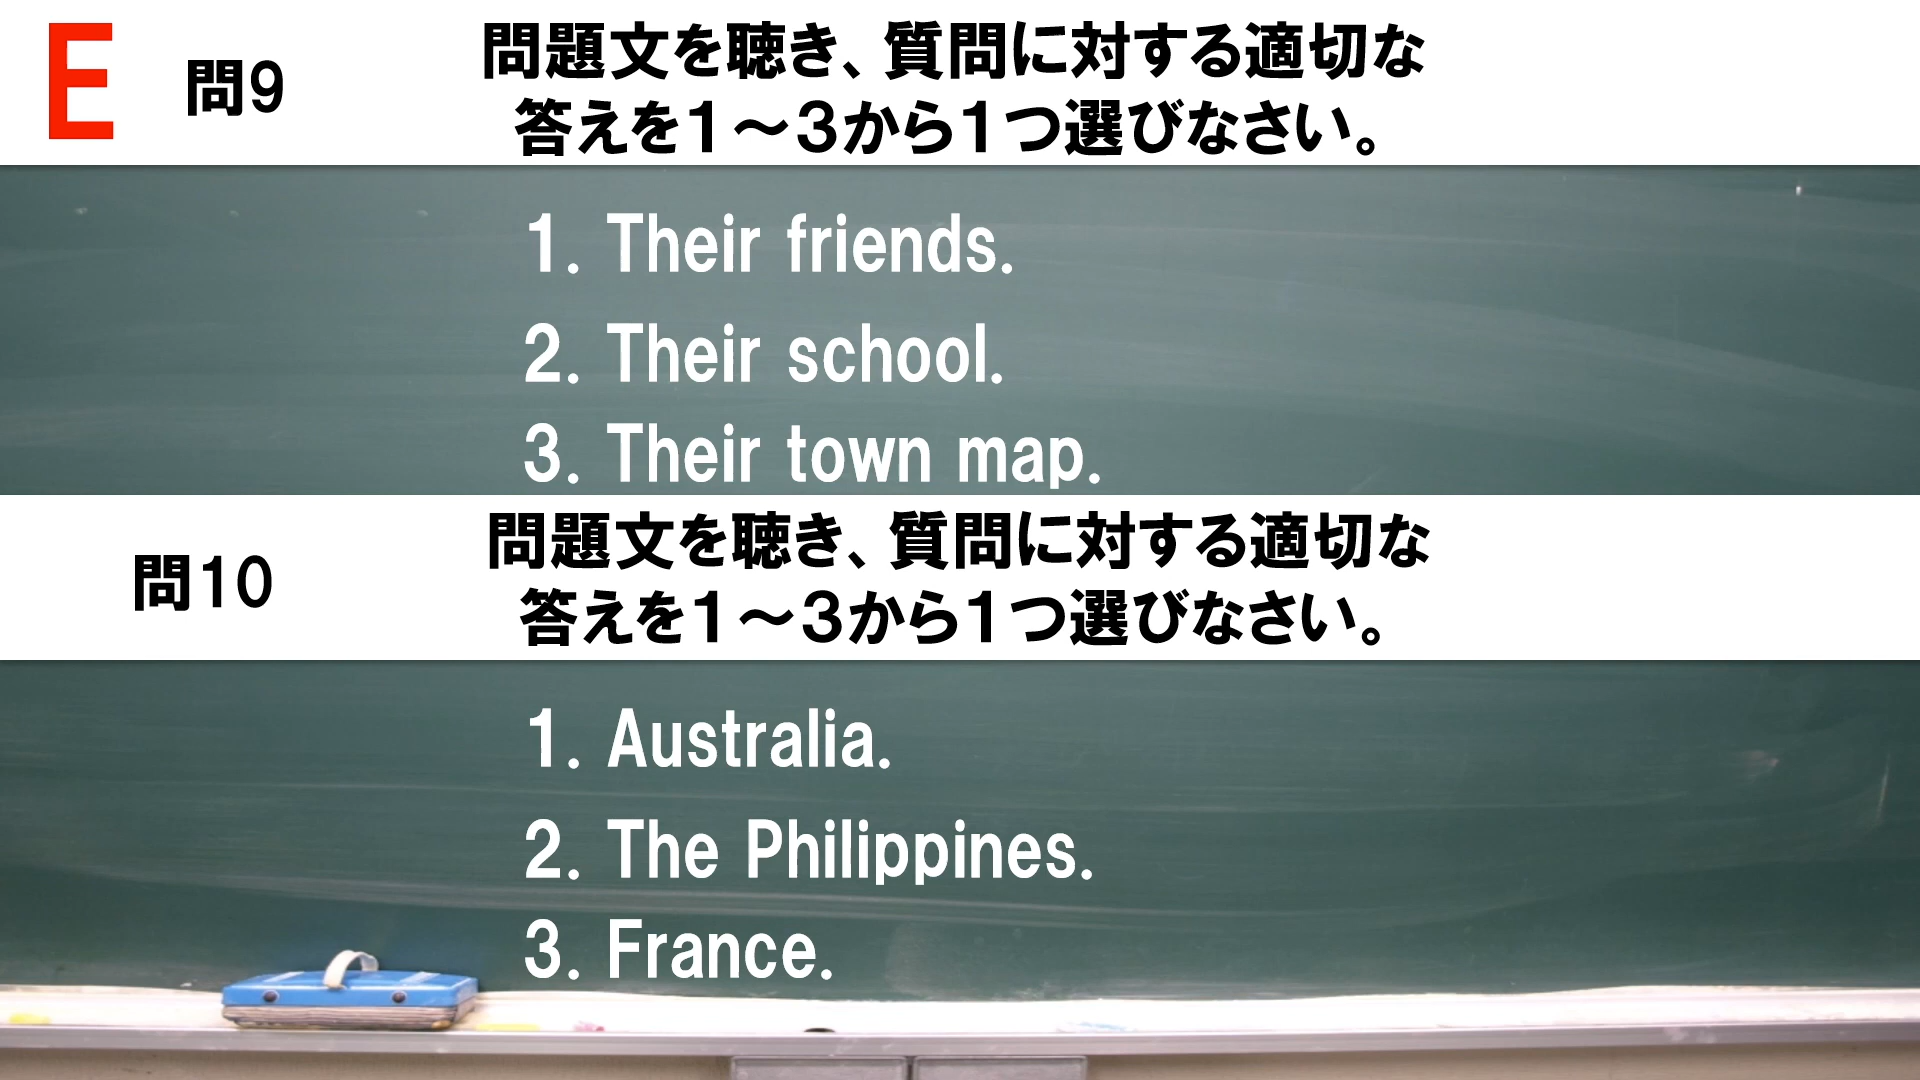 E 問9
問題文を聴き、質問に対する適切な
答えを1～3から1つ選びなさい。
1. Their friends.
2. Their school.
3. Their town map.
問10
問題文を聴き、質問に対する適切な
答えを1～3から1つ選びなさい。
1. Australia.
2. The Philippines.
3. France.